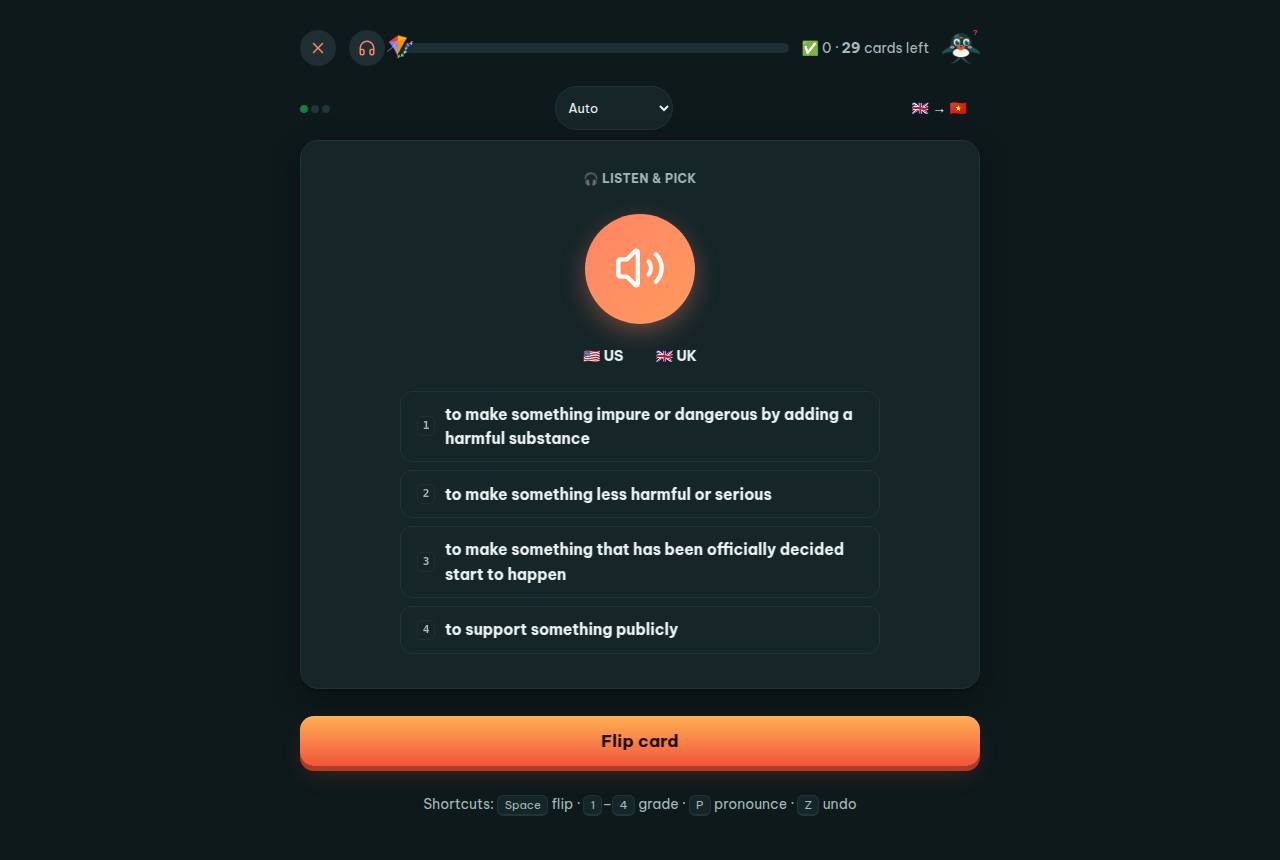 ✅ 0 · 29 cards left
Auto
🇬🇧 → 🇻🇳
🎧 LISTEN & PICK
🇺🇸 US 🇬🇧 UK
1 to make something impure or dangerous by adding a
harmful substance
2 to make something less harmful or serious
3 to make something that has been officially decided
start to happen
4 to support something publicly
Flip card
Shortcuts: Space flip · 1 – 4 grade · P pronounce · Z undo